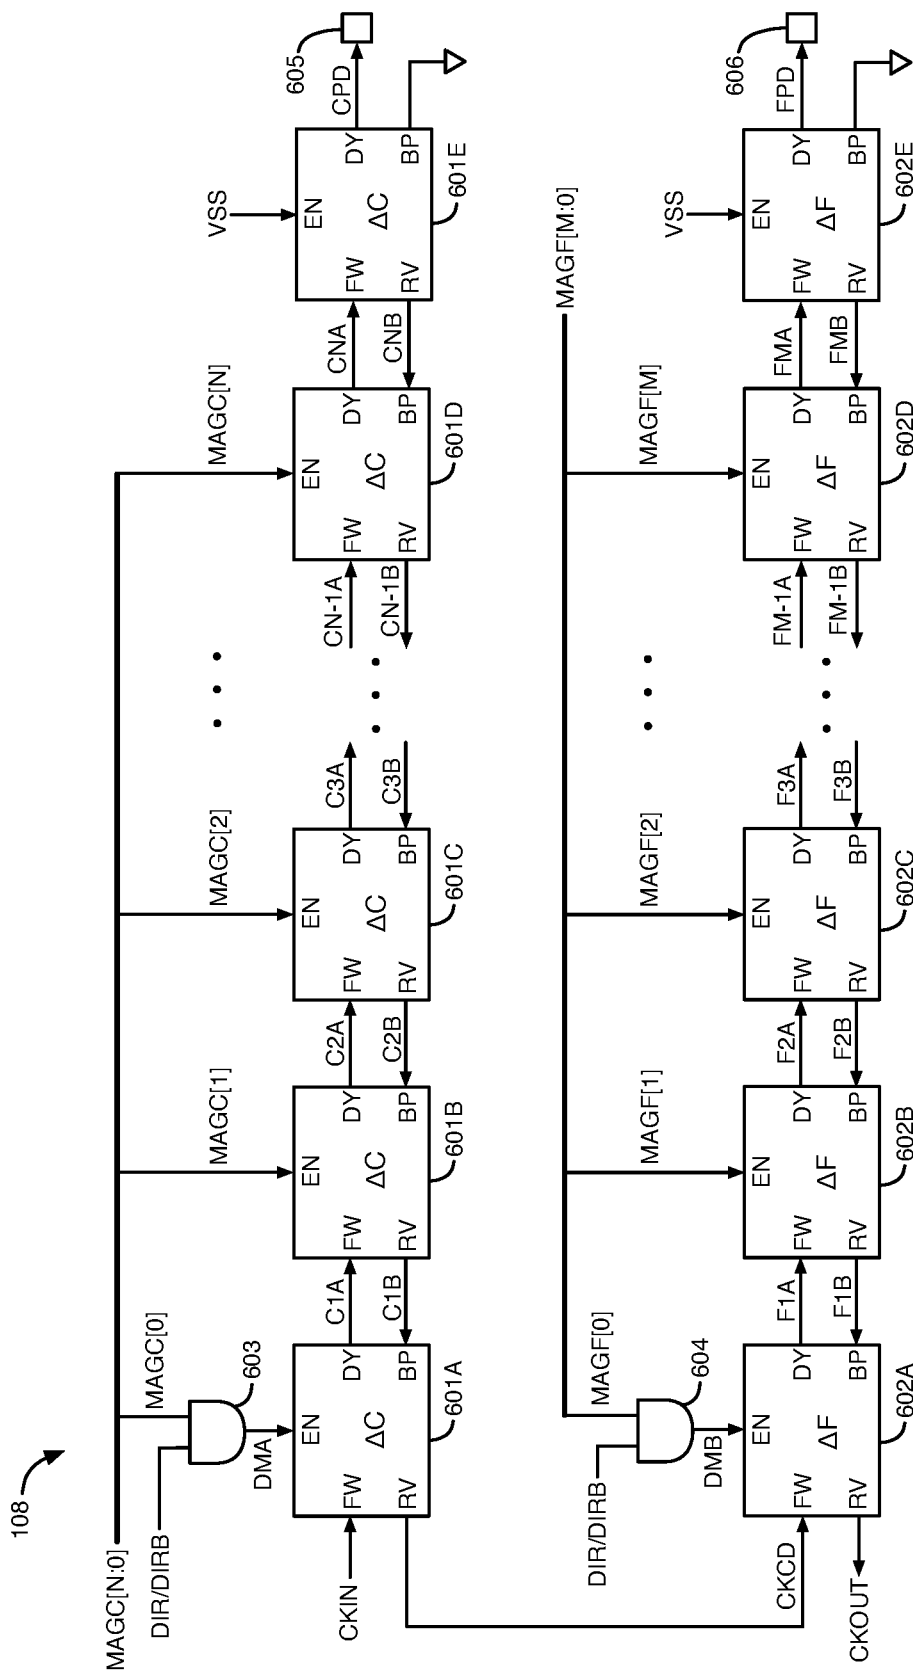 108
MAGC[N:0]
DIR/DIRB
MAGC[0]
603
DMA
MAGC[1]
MAGC[2]
MAGC[N]
VSS
CKIN
FW
EN
DY
ΔC
RV
BP
601A
C1A
C1B
FW
EN
DY
ΔC
RV
BP
601B
C2A
C2B
FW
EN
DY
ΔC
RV
BP
601C
C3A
C3B
CN-1A
CN-1B
FW
EN
DY
ΔC
RV
BP
601D
CNA
CNB
FW
EN
DY
ΔC
RV
BP
601E
CPD
605
MAGF[M:0]
DIR/DIRB
MAGF[0]
604
DMB
MAGF[1]
MAGF[2]
MAGF[M]
VSS
CKCD
CKOUT
FW
EN
DY
ΔF
RV
BP
602A
F1A
F1B
FW
EN
DY
ΔF
RV
BP
602B
F2A
F2B
FW
EN
DY
ΔF
RV
BP
602C
F3A
F3B
FM-1A
FM-1B
FW
EN
DY
ΔF
RV
BP
602D
FMA
FMB
FW
EN
DY
ΔF
RV
BP
602E
FPD
606